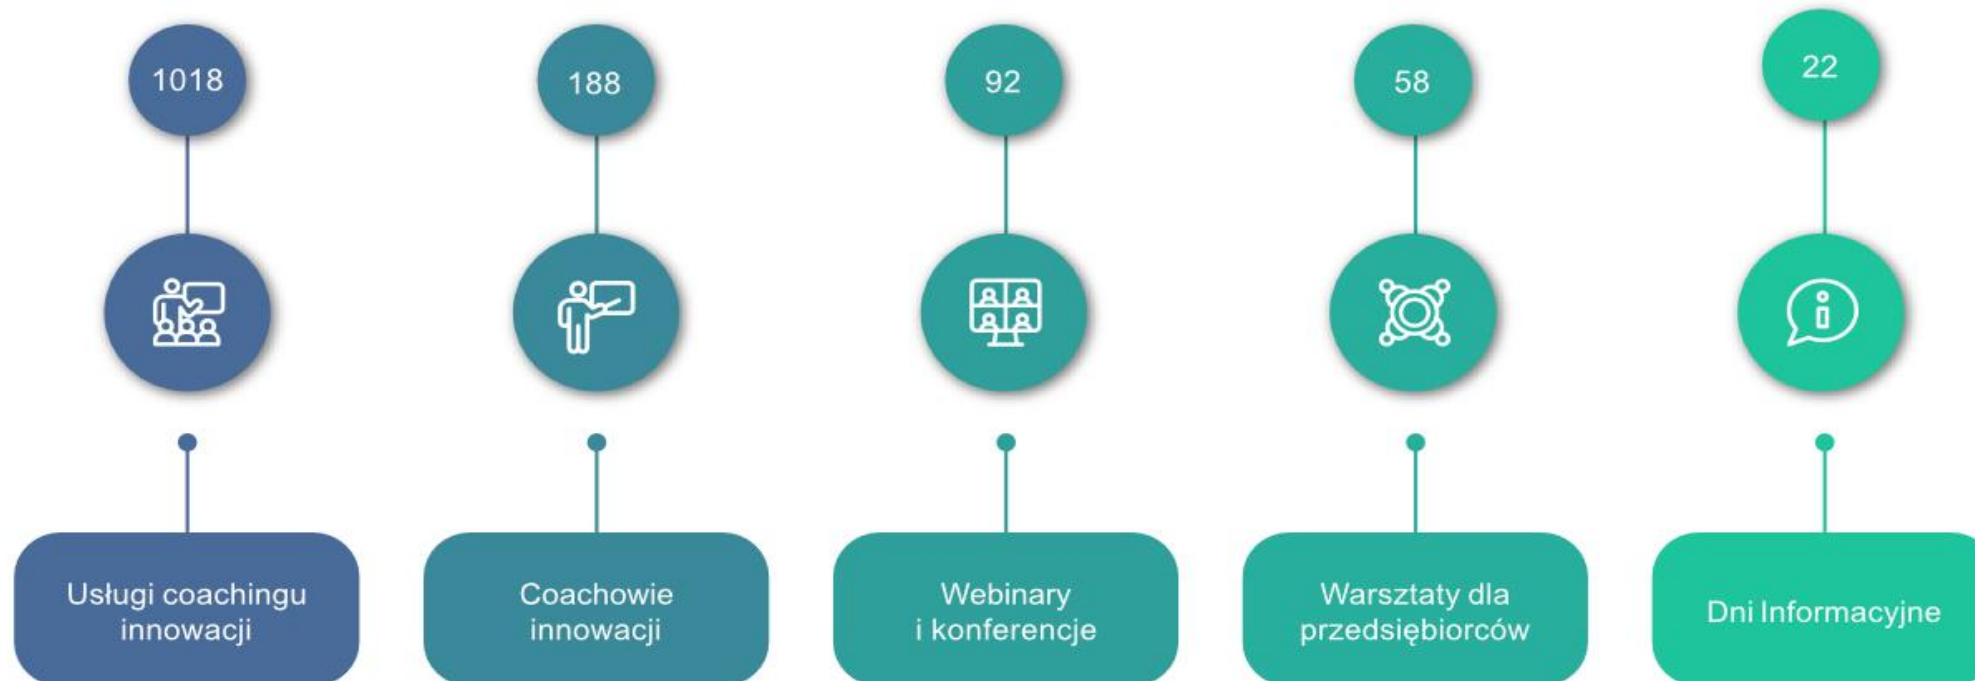 1018
188
92
58
22
Usługi coachingu
innowacji
Coachowie
innowacji
Webinary
i konferencje
Warsztaty dla
przedsiębiorców
Dni Informacyjne